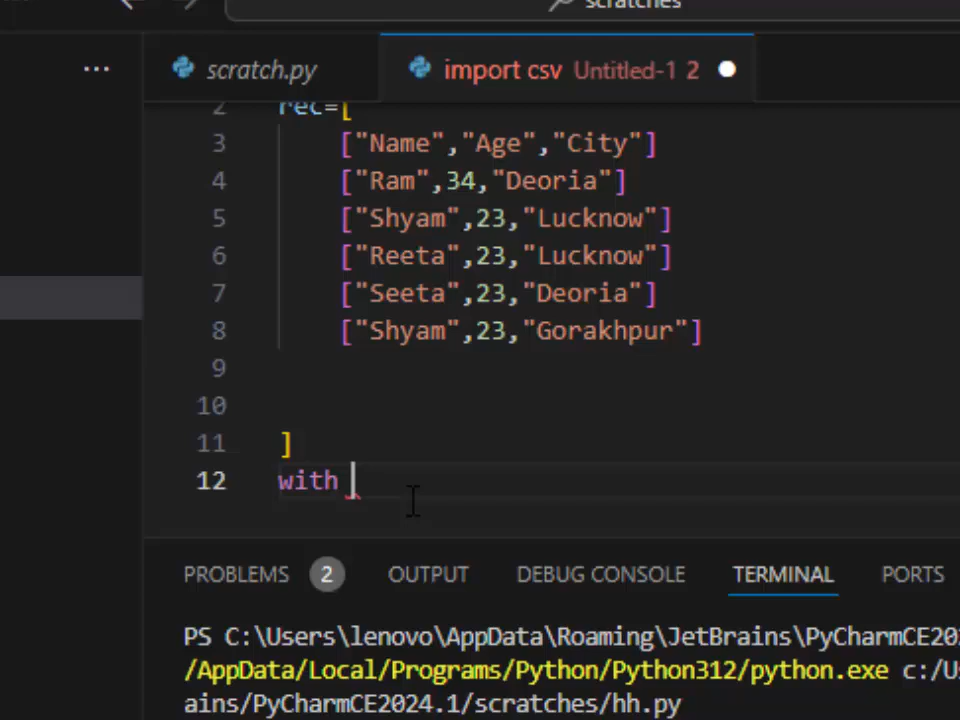 scratches
scratch.py import csv Untitled-1 2
2 rec=[
3 ["Name","Age","City"]
4 ["Ram",34,"Deoria"]
5 ["Shyam",23,"Lucknow"]
6 ["Reeta",23,"Lucknow"]
7 ["Seeta",23,"Deoria"]
8 ["Shyam",23,"Gorakhpur"]
9
10
11 ]
12 with
PROBLEMS 2 OUTPUT DEBUG CONSOLE TERMINAL PORTS
PS C:\Users\lenovo\AppData\Roaming\JetBrains\PyCharmCE20
/AppData/Local/Programs/Python/Python312/python.exe c:/U
ains/PyCharmCE2024.1/scratches/hh.py